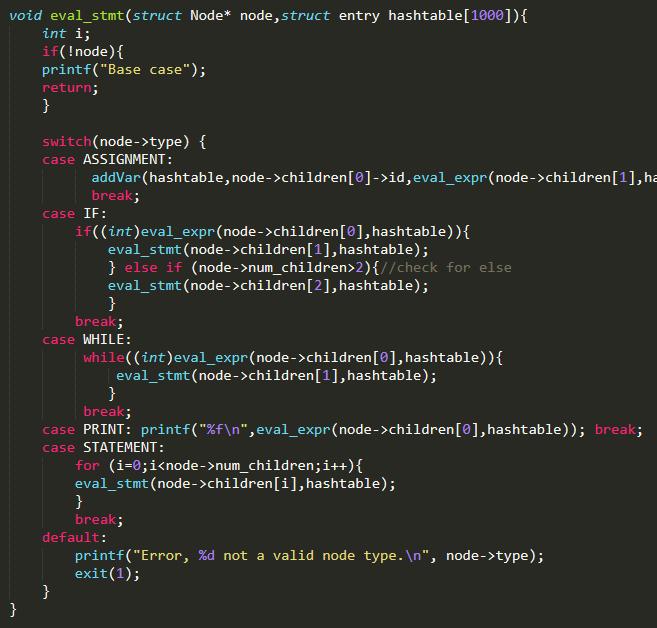 void eval_stmt(struct Node* node,struct entry hashtable[1000]){
    int i;
    if(!node){
    printf("Base case");
    return;
    }

    switch(node->type) {
    case ASSIGNMENT:
          addVar(hashtable,node->children[0]->id,eval_expr(node->children[1],ha
          break;
    case IF:
        if((int)eval_expr(node->children[0],hashtable)){
            eval_stmt(node->children[1],hashtable);
            } else if (node->num_children>2){//check for else
            eval_stmt(node->children[2],hashtable);
            }
        break;
    case WHILE:
         while((int)eval_expr(node->children[0],hashtable)){
             eval_stmt(node->children[1],hashtable);
            }
         break;
    case PRINT: printf("%f\n",eval_expr(node->children[0],hashtable)); break;
    case STATEMENT:
        for (i=0;i<node->num_children;i++){
        eval_stmt(node->children[i],hashtable);
        }
        break;
    default:
        printf("Error, %d not a valid node type.\n", node->type);
        exit(1);
    }
}